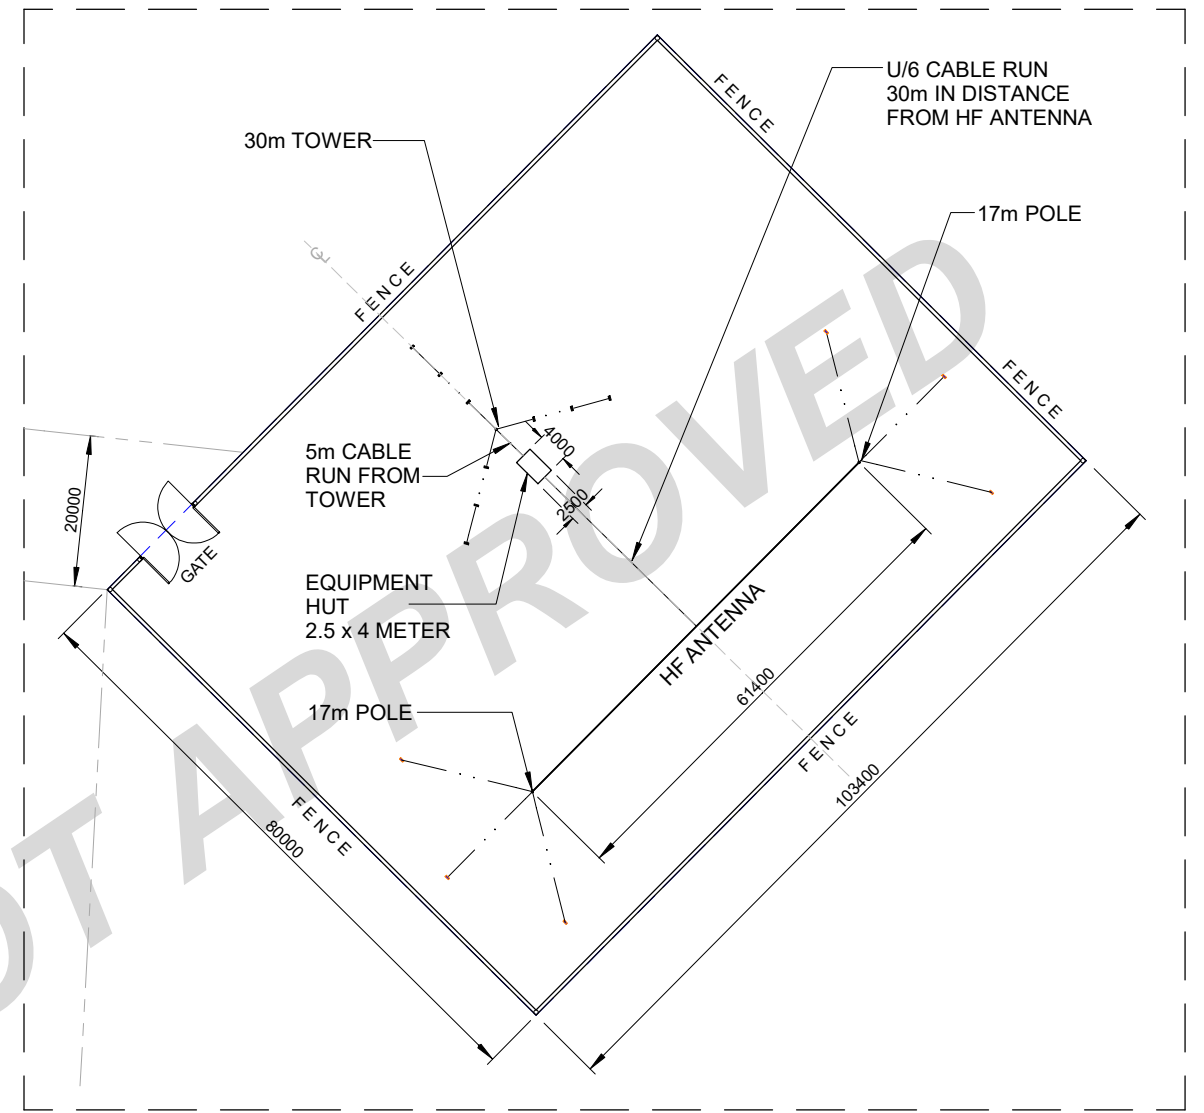 U/6 CABLE RUN
30m IN DISTANCE
FROM HF ANTENNA
FENCE
30m TOWER
17m POLE
FENCE
FENCE
5m CABLE
RUN FROM
TOWER
4000
2500
20000
GATE
EQUIPMENT
HUT
2.5 x 4 METER
HF ANTENNA
61400
17m POLE
FENCE
103400
FENCE
80000
OT APPROVED